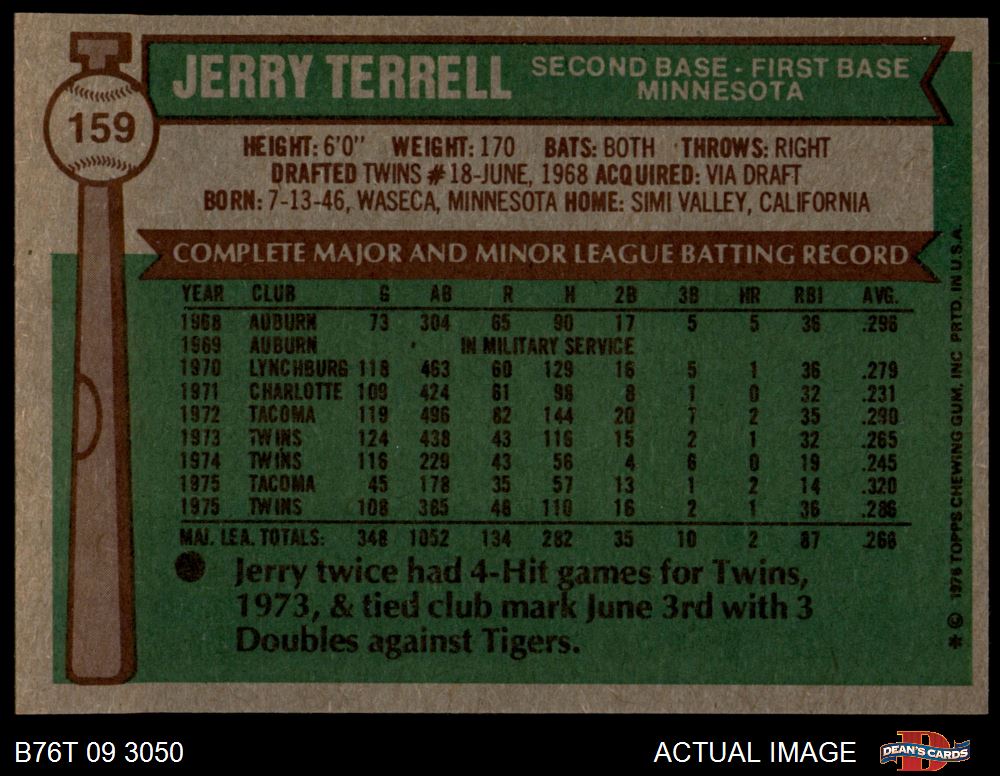 JERRY TERRELL
SECOND BASE - FIRST BASE
MINNESOTA
159
HEIGHT: 6'0" WEIGHT: 170 BATS: BOTH THROWS: RIGHT
DRAFTED TWINS #18-JUNE, 1968 ACQUIRED: VIA DRAFT
BORN: 7-13-46, WASECA, MINNESOTA HOME: SIMI VALLEY, CALIFORNIA
COMPLETE MAJOR AND MINOR LEAGUE BATTING RECORD
YEAR CLUB G AB R H 2B 3B HR RBI AVG.
1968 AUBURN 73 304 65 90 17 5 5 36 .296
1969 AUBURN IN MILITARY SERVICE
1970 LYNCHBURG 118 463 60 129 16 5 1 36 .279
1971 CHARLOTTE 109 424 61 98 8 1 0 32 .231
1972 TACOMA 119 496 82 144 20 7 2 35 .290
1973 TWINS 124 438 43 116 15 2 1 32 .265
1974 TWINS 116 229 43 56 4 6 0 19 .245
1975 TACOMA 45 178 35 57 13 1 2 14 .320
1975 TWINS 108 385 48 110 16 2 1 36 .286
MAJ. LEA. TOTALS: 348 1052 134 282 35 10 2 87 .268
Jerry twice had 4-Hit games for Twins,
1973, & tied club mark June 3rd with 3
Doubles against Tigers.
* © 1976 TOPPS CHEWING GUM, INC PRTD. IN U.S.A.
B76T 09 3050
ACTUAL IMAGE
DEAN'S CARDS